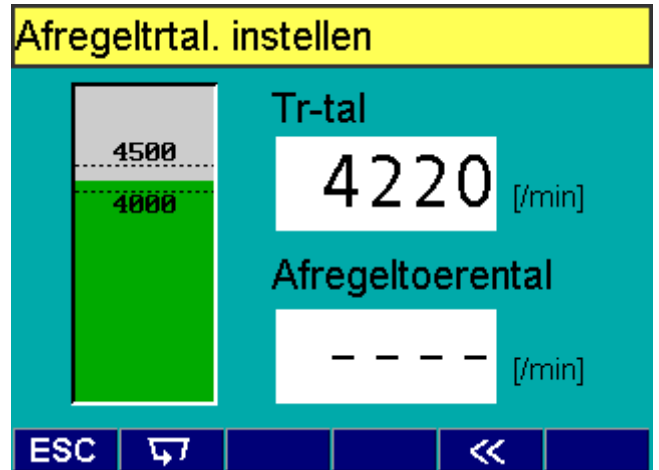 Afregeltrtal. instellen
Tr-tal
4500
4220 [/min]
4000
Afregeltoerental
---- [/min]
ESC <<